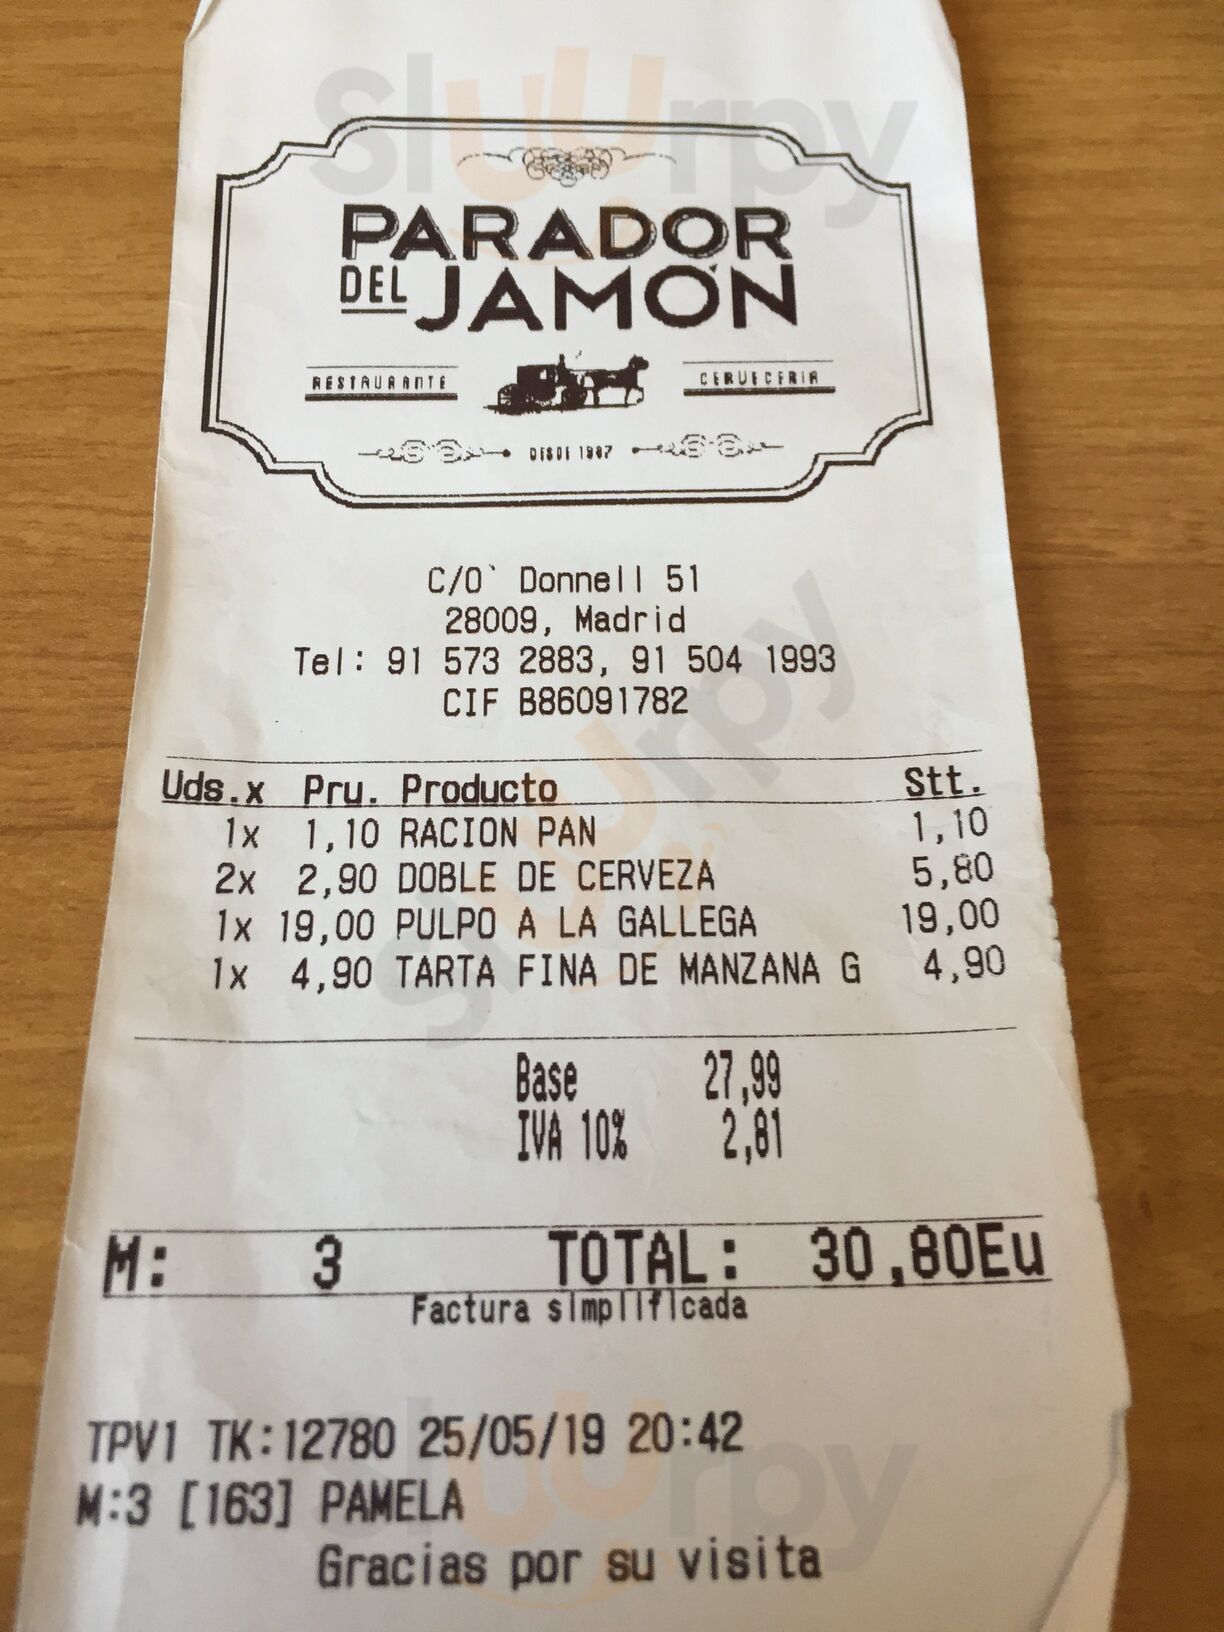 Sluurpy
PARADOR
DEL JAMÓN
RESTAURANTE
CERVECERIA
DESDE 1987
C/O` Donnell 51
28009, Madrid
Tel: 91 573 2883, 91 504 1993
CIF B86091782
Sluurpy
Uds.x Pru. Producto Stt.
1x 1,10 RACION PAN 1,10
2x 2,90 DOBLE DE CERVEZA 5,80
1x 19,00 PULPO A LA GALLEGA 19,00
1x 4,90 TARTA FINA DE MANZANA G 4,90
Base 27,99
IVA 10% 2,81
M: 3 TOTAL: 30,80Eu
Factura simplificada
TPV1 TK:12780 25/05/19 20:42
Sluurpy
M:3 [163] PAMELA
Gracias por su visita